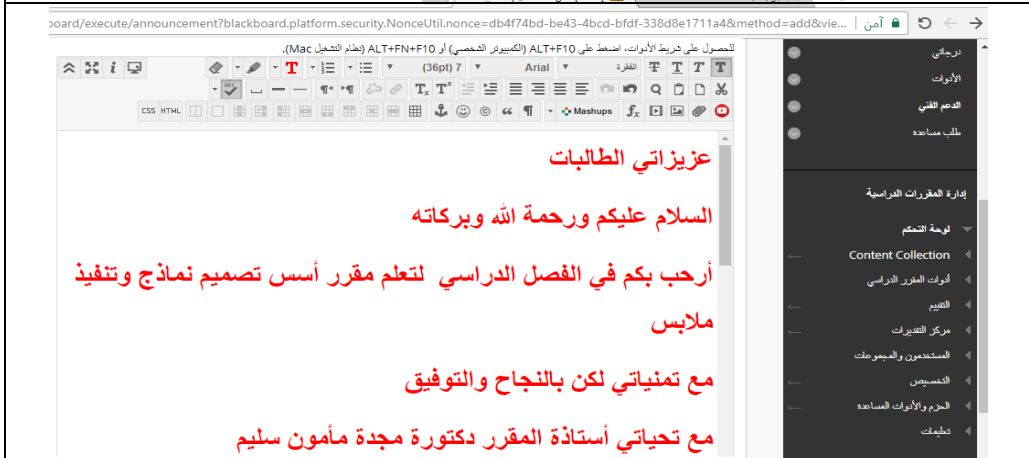 board/execute/announcement?blackboard.platform.security.NonceUtil.nonce=db4f74bd-be43-4bcd-bfdf-338d8e1711a4&method=add&vie... آمن
للحصول على شريط الأدوات، اضغط على ALT+F10 (الكمبيوتر الشخصي) أو ALT+FN+F10 (نظام التشغيل Mac).
T T T T الفقرة Arial 7 (36pt) T
Tx Tx ABC
Mashups fx HTML CSS
عزيزاتي الطالبات
السلام عليكم ورحمة الله وبركاته
أرحب بكم في الفصل الدراسي لتعلم مقرر أسس تصميم نماذج وتنفيذ
ملابس
مع تمنياتي لكن بالنجاح والتوفيق
مع تحياتي أستاذة المقرر دكتورة مجدة مأمون سليم
درجاتي
الأدوات
الدعم الفني
طلب مساعدة
إدارة المقررات الدراسية
لوحة التحكم
Content Collection
أدوات المقرر الدراسي
التقييم
مركز التقديرات
المستخدمون والمجموعات
التخصيص
الحزم والأدوات المساعدة
تعليمات